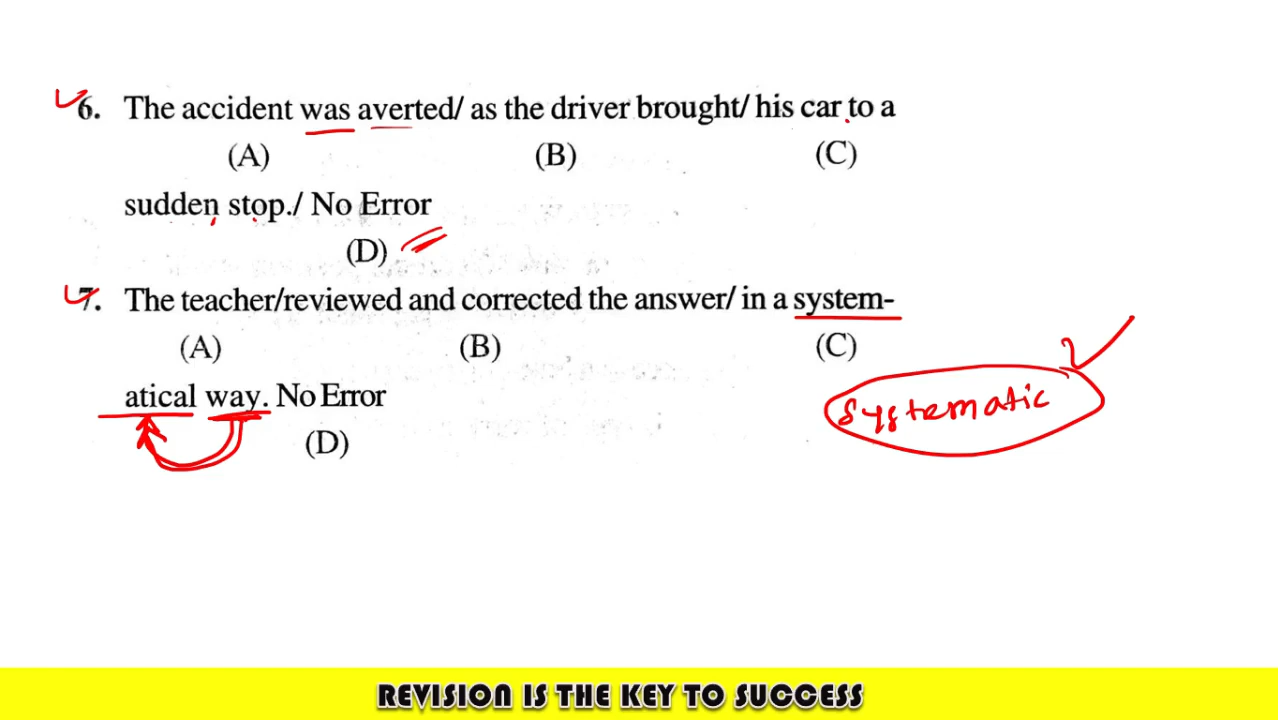 6. The accident was averted/ as the driver brought/ his car to a
(A) (B) (C)
sudden stop./ No Error
(D)
7. The teacher/reviewed and corrected the answer/ in a system-
(A) (B) (C)
atical way. No Error
systematic
(D)
REVISION IS THE KEY TO SUCCESS